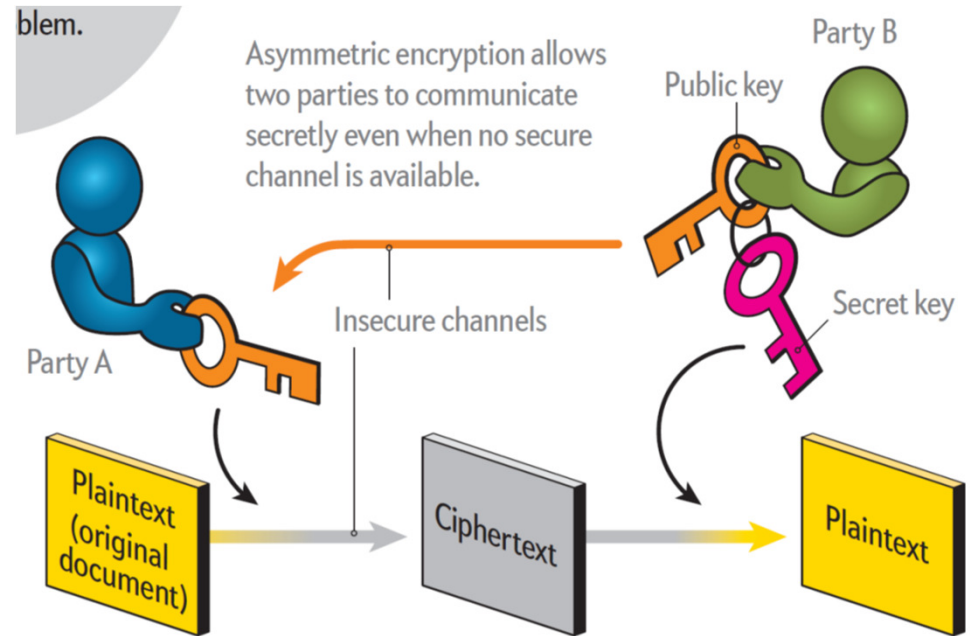 blem.
Asymmetric encryption allows
two parties to communicate
secretly even when no secure
channel is available.
Party B
Public key
Secret key
Insecure channels
Party A
Plaintext
(original
document)
Ciphertext
Plaintext